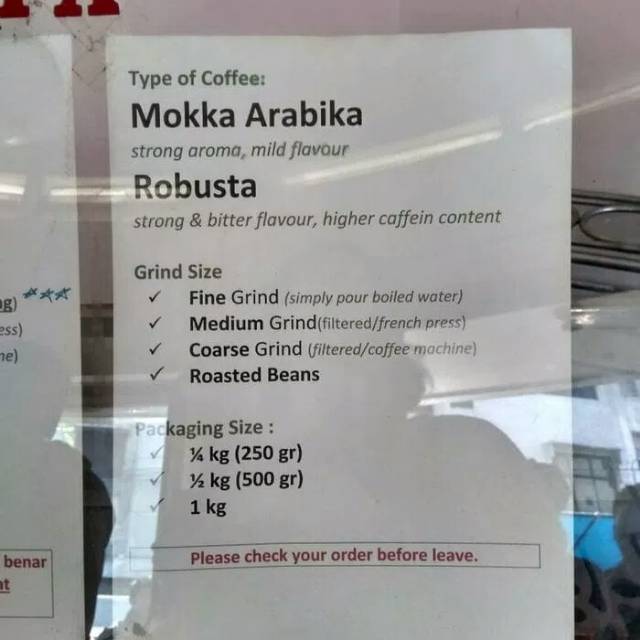 Type of Coffee:
Mokka Arabika
strong aroma, mild flavour
Robusta
strong & bitter flavour, higher caffein content
Grind Size
✓ Fine Grind (simply pour boiled water)
✓ Medium Grind(filtered/french press)
✓ Coarse Grind (filtered/coffee machine)
✓ Roasted Beans
Packaging Size :
✓ ¼ kg (250 gr)
✓ ½ kg (500 gr)
✓ 1 kg
Please check your order before leave.
benar